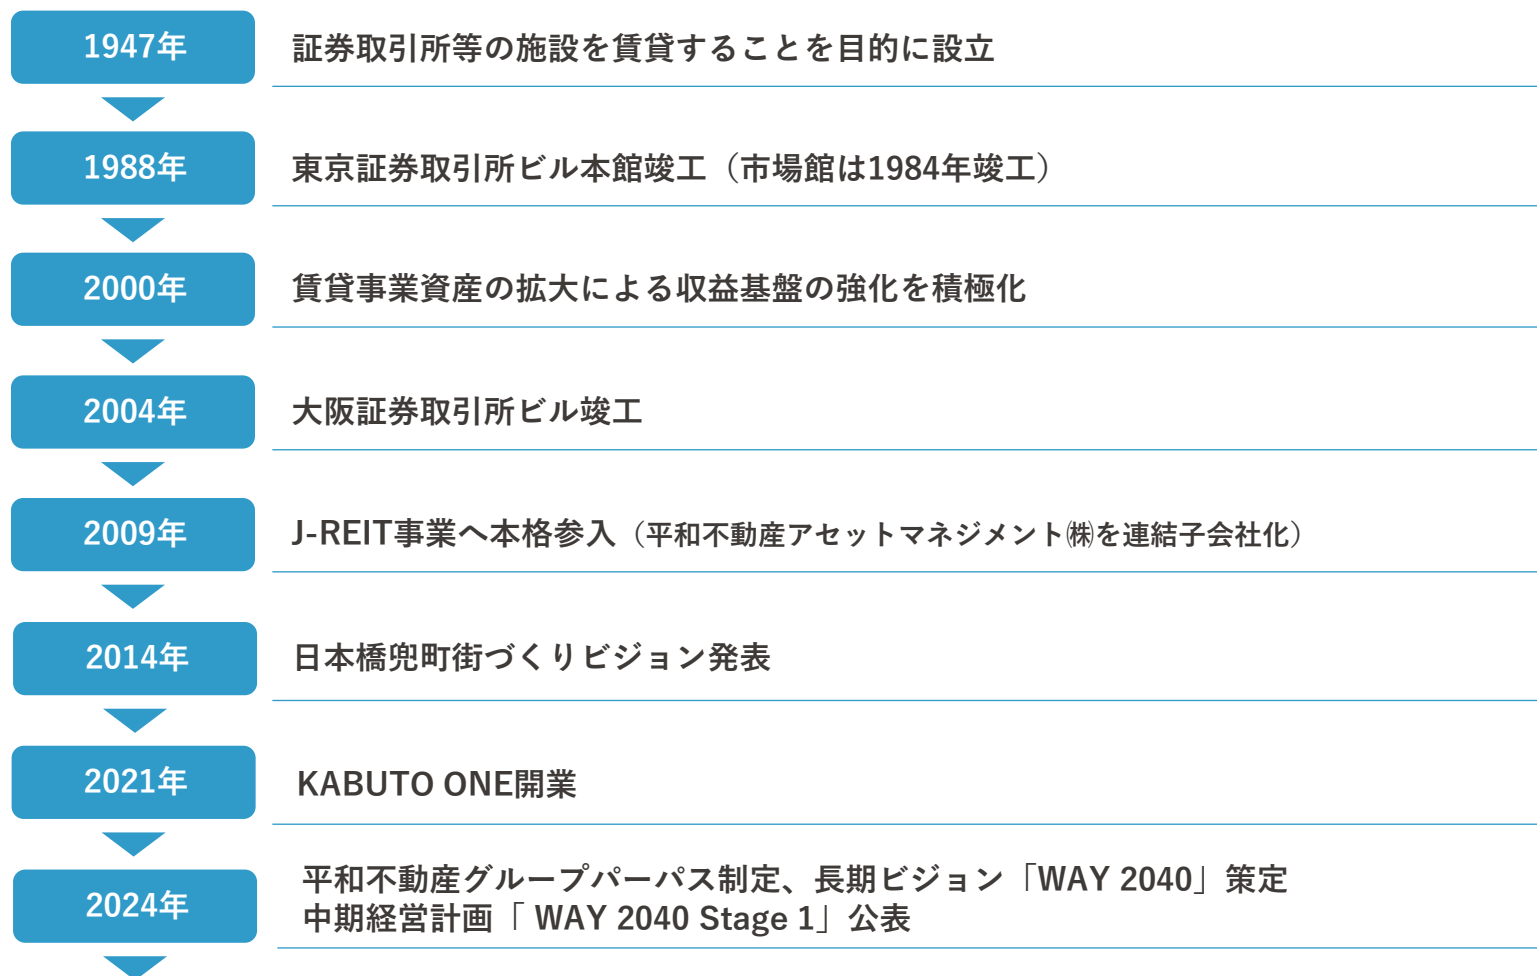 1947年
証券取引所等の施設を賃貸することを目的に設立
1988年
東京証券取引所ビル本館竣工（市場館は1984年竣工）
2000年
賃貸事業資産の拡大による収益基盤の強化を積極化
2004年
大阪証券取引所ビル竣工
2009年
J-REIT事業へ本格参入（平和不動産アセットマネジメント㈱を連結子会社化）
2014年
日本橋兜町街づくりビジョン発表
2021年
KABUTO ONE開業
2024年
平和不動産グループパーパス制定、長期ビジョン「WAY 2040」策定
中期経営計画「 WAY 2040 Stage 1」公表